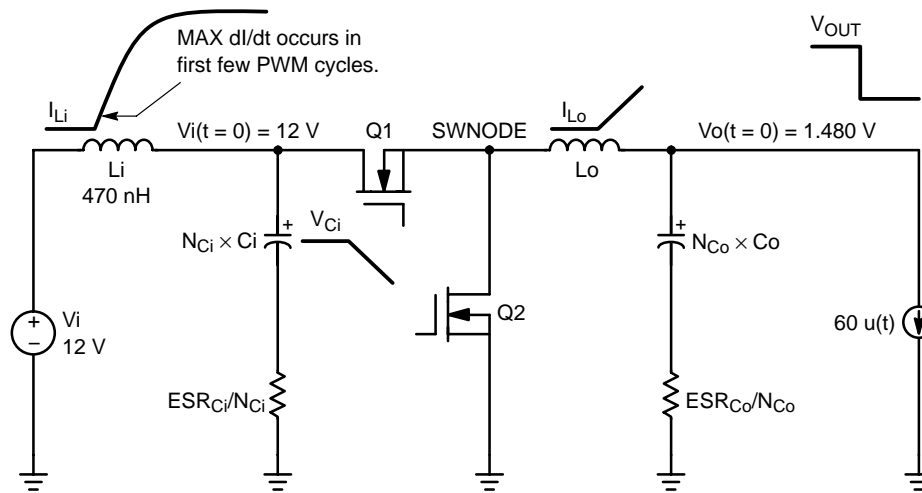 MAX dI/dt occurs in
first few PWM cycles.
V_OUT
I_Li
Vi(t = 0) = 12 V
Q1
SWNODE
I_Lo
Vo(t = 0) = 1.480 V
Li
470 nH
Lo
V_Ci
+
N_Ci × Ci
+
N_Co × Co
Q2
+
−
Vi
12 V
60 u(t)
ESR_Ci/N_Ci
ESR_Co/N_Co